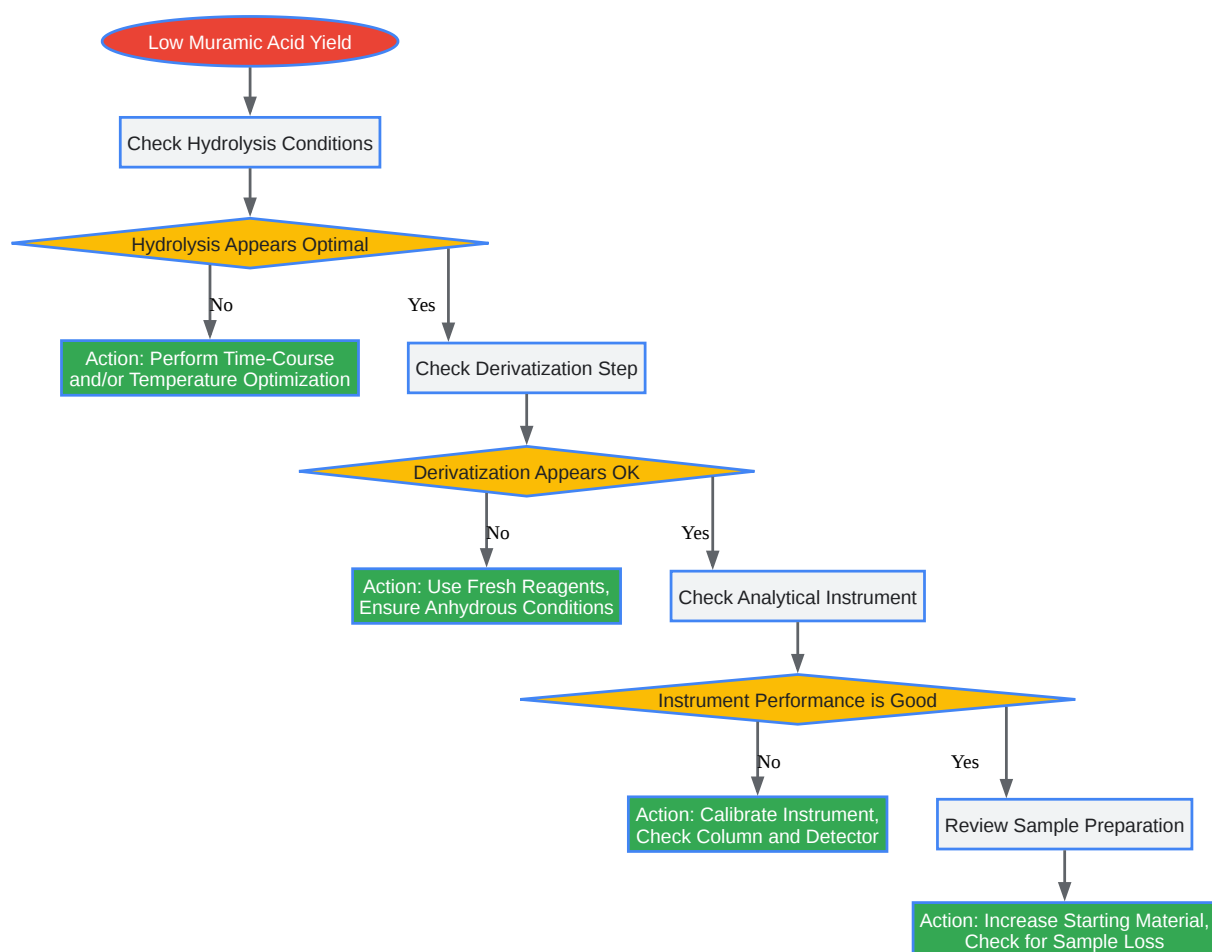 Low Muramic Acid Yield
Check Hydrolysis Conditions
Hydrolysis Appears Optimal
No
Yes
Action: Perform Time-Course
and/or Temperature Optimization
Check Derivatization Step
Derivatization Appears OK
No
Yes
Action: Use Fresh Reagents,
Ensure Anhydrous Conditions
Check Analytical Instrument
Instrument Performance is Good
No
Yes
Action: Calibrate Instrument,
Check Column and Detector
Review Sample Preparation
Action: Increase Starting Material,
Check for Sample Loss